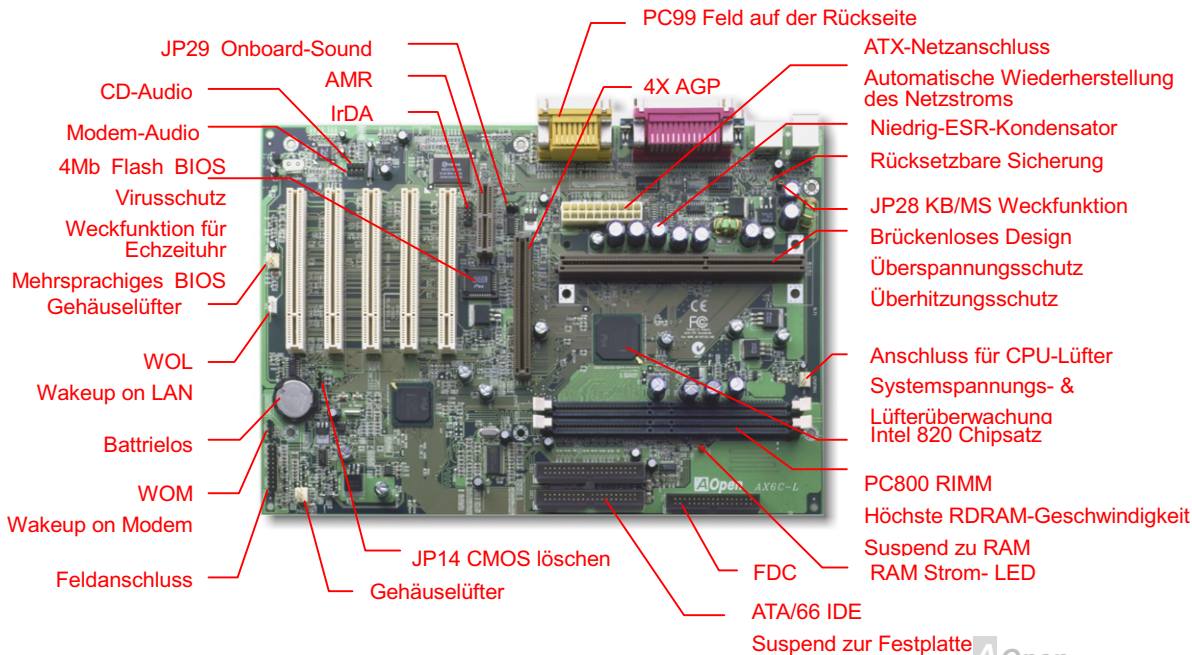 PC99 Feld auf der Rückseite
JP29 Onboard-Sound
AMR
CD-Audio
IrDA
Modem-Audio
4Mb Flash BIOS
Virusschutz
Weckfunktion für
Echzeituhr
Mehrsprachiges BIOS
Gehäuselüfter
WOL
Wakeup on LAN
Battrielos
WOM
Wakeup on Modem
Feldanschluss
4X AGP
ATX-Netzanschluss
Automatische Wiederherstellung
des Netzstroms
Niedrig-ESR-Kondensator
Rücksetzbare Sicherung
JP28 KB/MS Weckfunktion
Brückenloses Design
Überspannungsschutz
Überhitzungsschutz
Anschluss für CPU-Lüfter
Systemspannungs- &
Lüfterüberwachung
Intel 820 Chipsatz
PC800 RIMM
Höchste RDRAM-Geschwindigkeit
Suspend zu RAM
RAM Strom- LED
JP14 CMOS löschen
Gehäuselüfter
FDC
ATA/66 IDE
Suspend zur Festplatte
CE
FC
AOpen AX6C-L